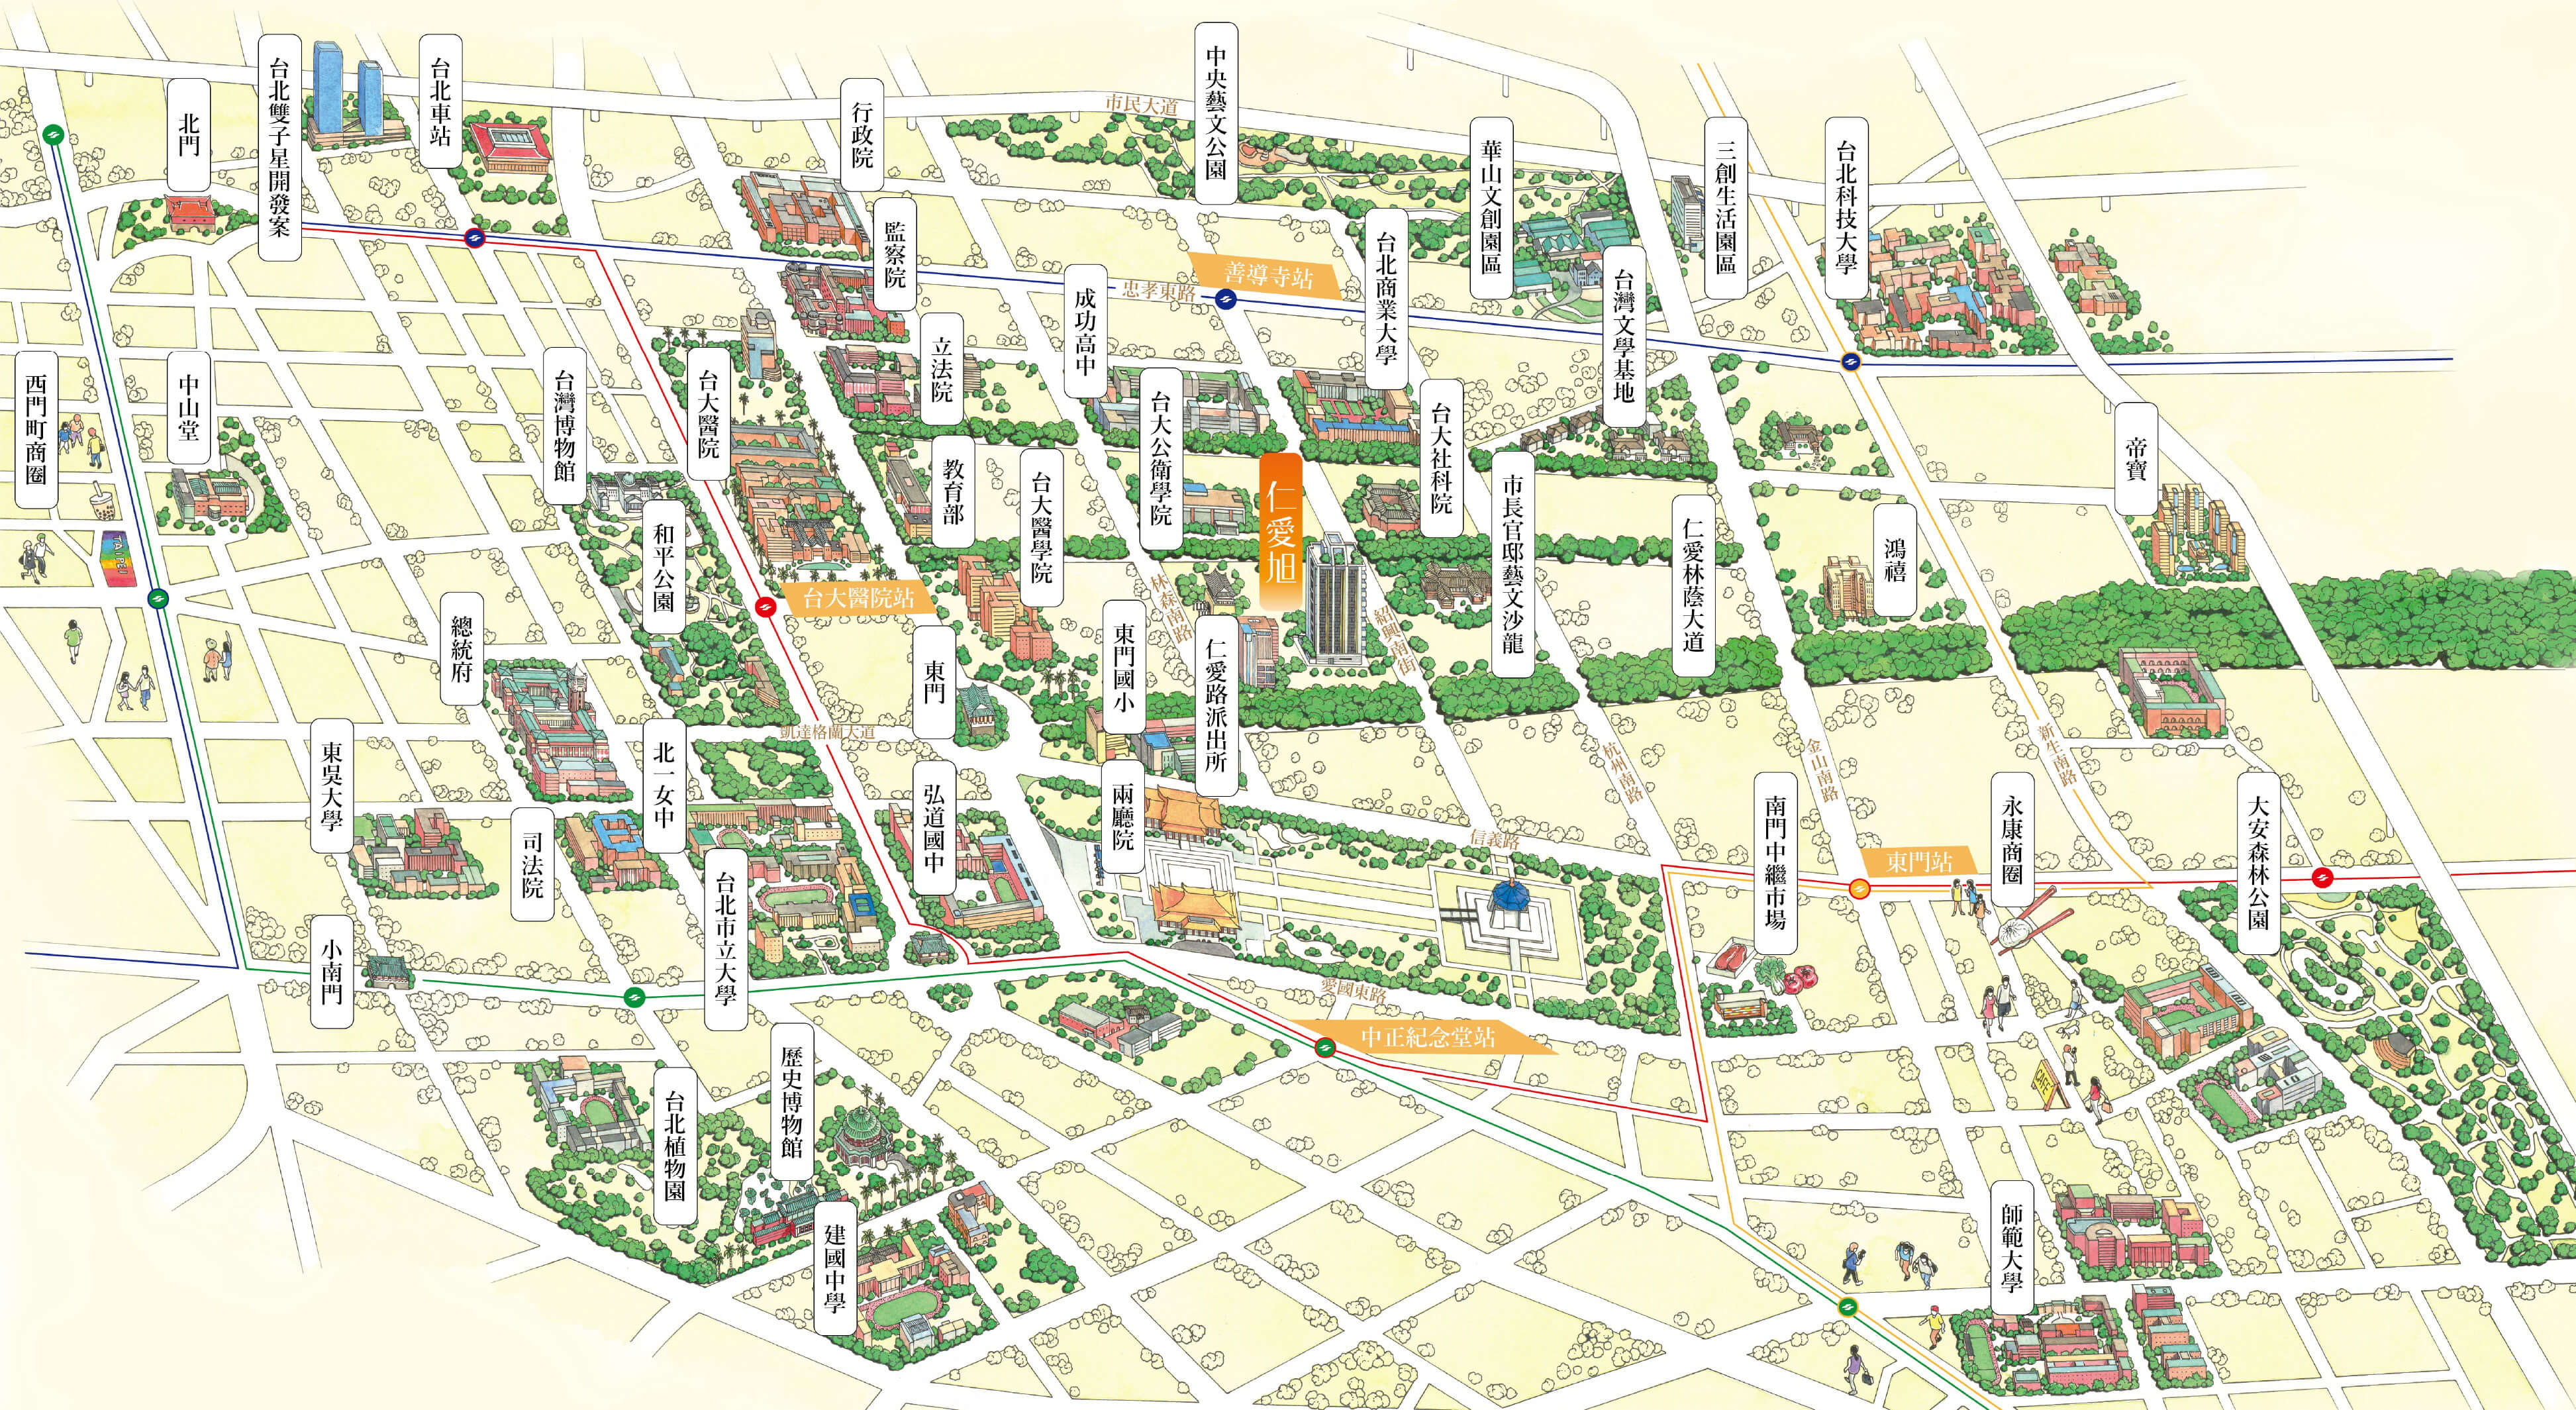 中央藝文公園
台北雙子星開發案
台北車站
北門
行政院
市民大道
華山文創園區
三創生活園區
台北科技大學
監察院
台北商業大學
善導寺站
忠孝東路
成功高中
台灣文學基地
立法院
西門町商圈
中山堂
台灣博物館
台大醫院
台大公衛學院
台大社科院
帝寶
教育部
台大醫學院
仁愛旭
市長官邸藝文沙龍
仁愛林蔭大道
鴻禧
和平公園
TAIPEI
台大醫院站
林森南路
紹興南街
總統府
東門
東門國小
仁愛路派出所
凱達格蘭大道
東吳大學
北一女中
弘道國中
兩廳院
杭州南路
金山南路
新生南路
司法院
信義路
南門中繼市場
東門站
永康商圈
大安森林公園
台北市立大學
小南門
愛國東路
中正紀念堂站
歷史博物館
台北植物園
CAFE
建國中學
師範大學